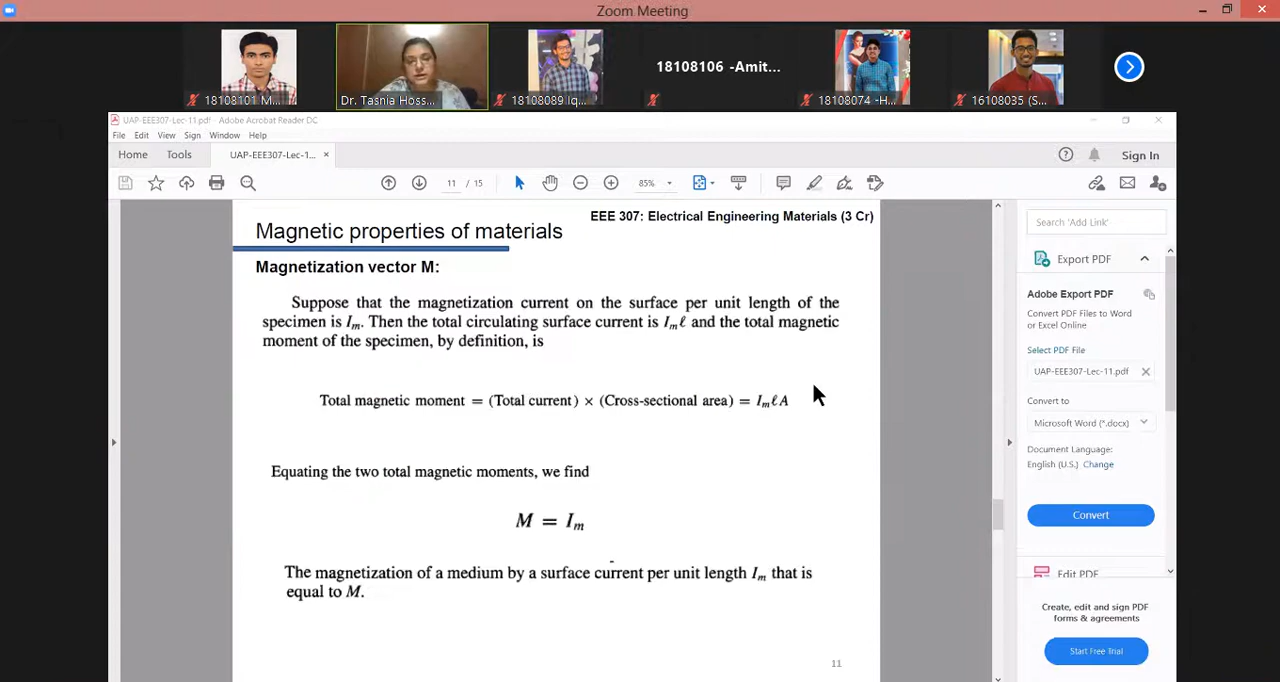 Zoom Meeting
18108106 -Amit...
18108101 M...
Dr. Tasnia Hoss...
18108089 Iq...
18108074 -H...
16108035 (S...
UAP-EEE307-Lec-11.pdf - Adobe Acrobat Reader DC
File Edit View Sign Window Help
Home Tools UAP-EEE307-Lec-1... × Sign In
11 / 15 85%
EEE 307: Electrical Engineering Materials (3 Cr)
Magnetic properties of materials
Magnetization vector M:
Suppose that the magnetization current on the surface per unit length of the
specimen is Iₘ. Then the total circulating surface current is Iₘℓ and the total magnetic
moment of the specimen, by definition, is
Total magnetic moment = (Total current) × (Cross-sectional area) = IₘℓA
Equating the two total magnetic moments, we find
M = Iₘ
The magnetization of a medium by a surface current per unit length Iₘ that is
equal to M.
11
Search 'Add Link'
Export PDF
Adobe Export PDF
Convert PDF Files to Word
or Excel Online
Select PDF File
UAP-EEE307-Lec-11.pdf ×
Convert to
Microsoft Word (*.docx)
Document Language:
English (U.S.) Change
Convert
Edit PDF
Create, edit and sign PDF
forms & agreements
Start Free Trial